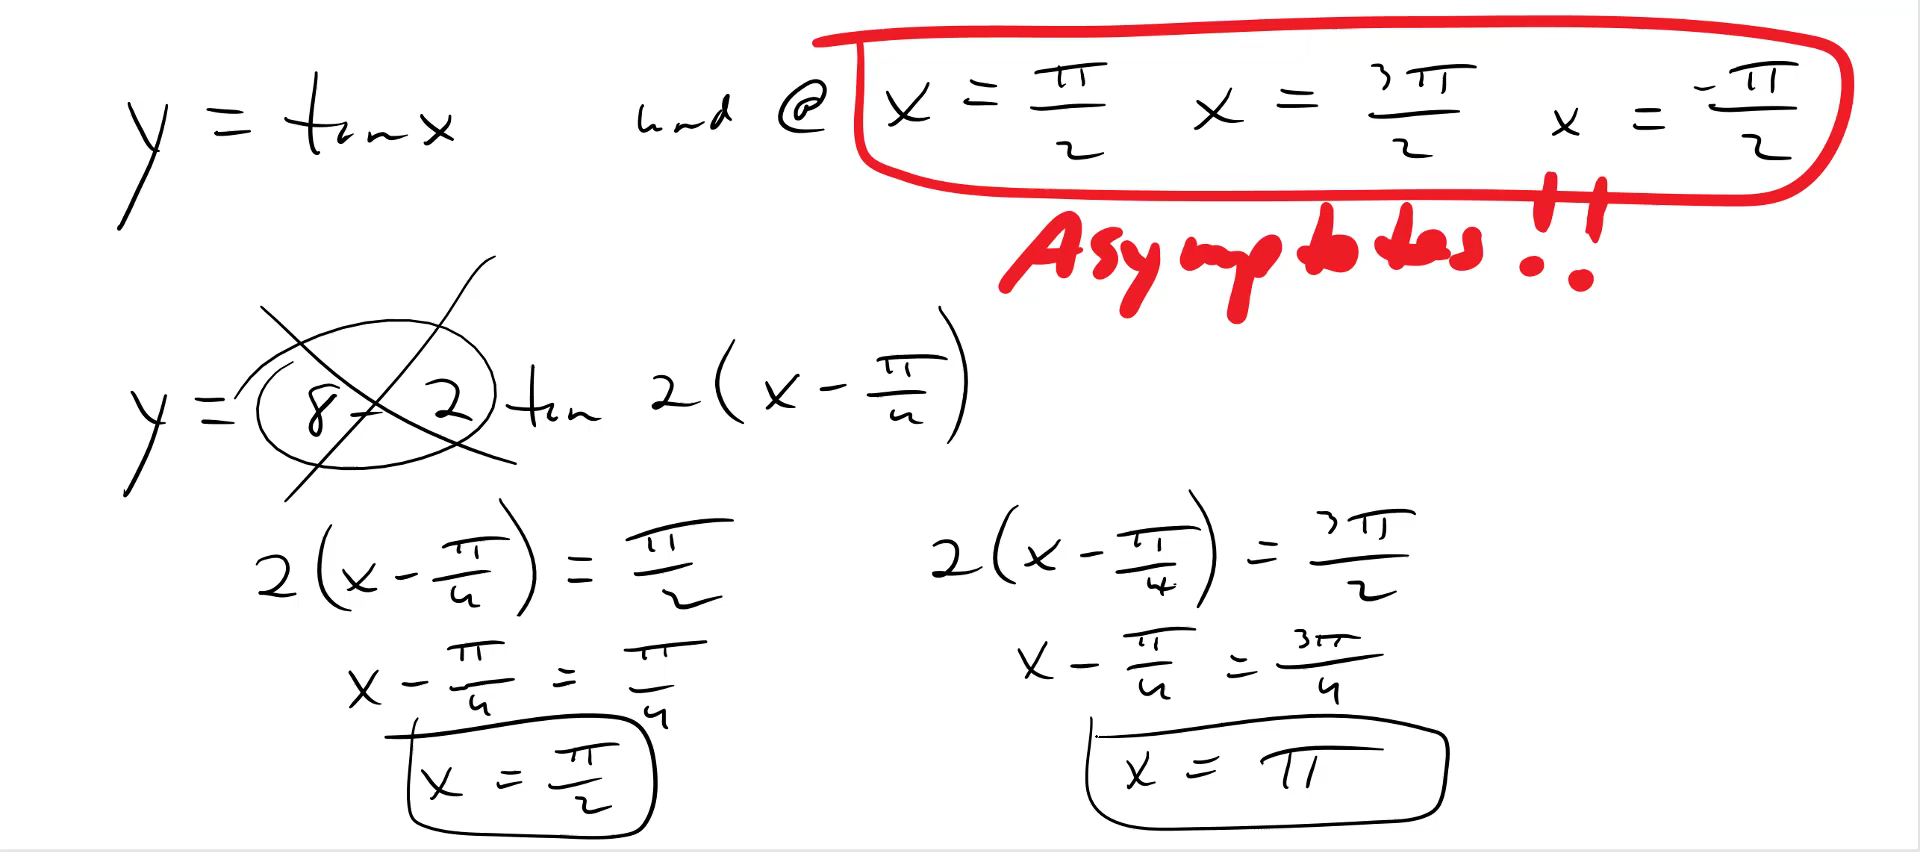 y = tan x und @ x = π/2 x = 3π/2 x = -π/2
Asymptotes!!
y = 8 - 2 tan 2(x - π/4)
2(x - π/4) = π/2 2(x - π/4) = 3π/2
x - π/4 = π/4 x - π/4 = 3π/4
x = π/2 x = π